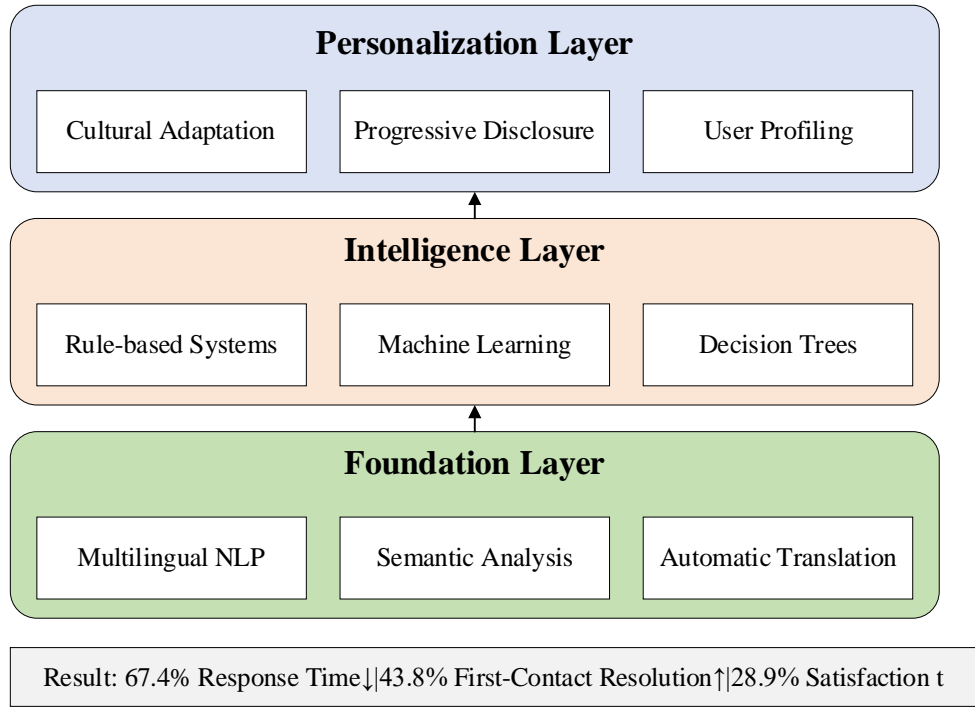 Personalization Layer
Cultural Adaptation Progressive Disclosure User Profiling
Intelligence Layer
Rule-based Systems Machine Learning Decision Trees
Foundation Layer
Multilingual NLP Semantic Analysis Automatic Translation
Result: 67.4% Response Time↓|43.8% First-Contact Resolution↑|28.9% Satisfaction t